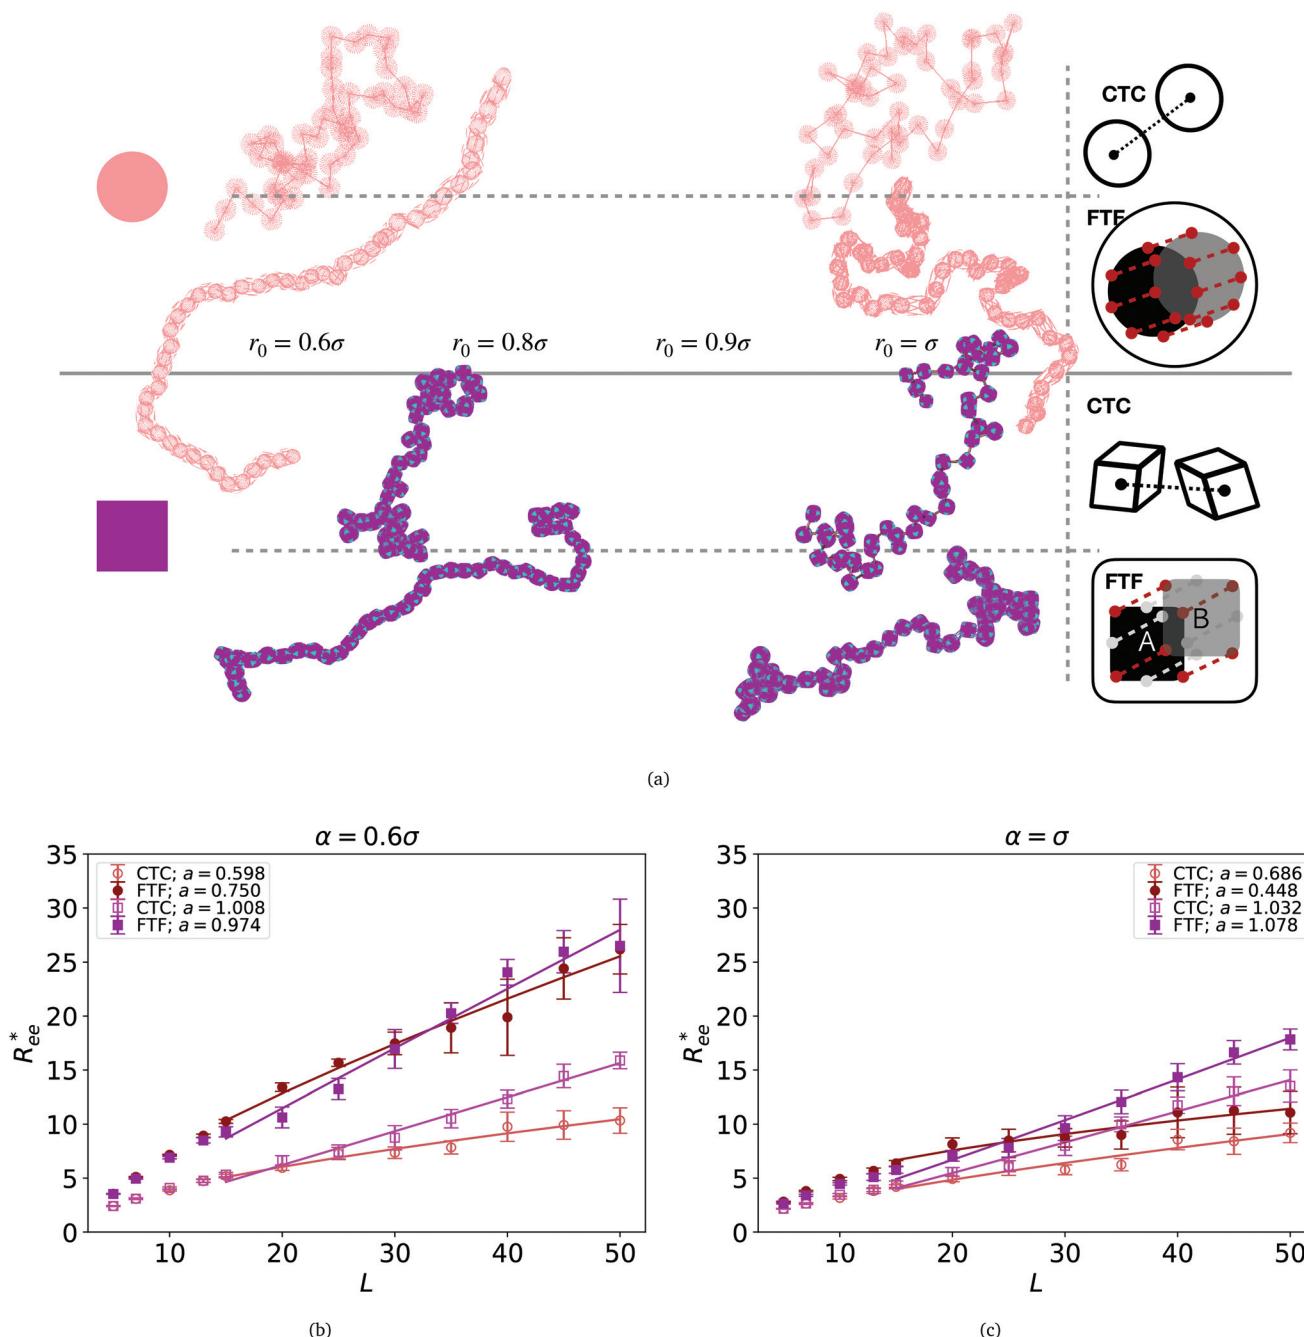 CTC
FTF
r₀ = 0.6σ r₀ = 0.8σ r₀ = 0.9σ r₀ = σ
CTC
FTF
A B
(a)
α = 0.6σ
35
30
25
20
15
10
5
0
R*ee
CTC; a = 0.598
FTF; a = 0.750
CTC; a = 1.008
FTF; a = 0.974
10 20 30 40 50
L
(b)
α = σ
35
30
25
20
15
10
5
0
R*ee
CTC; a = 0.686
FTF; a = 0.448
CTC; a = 1.032
FTF; a = 1.078
10 20 30 40 50
L
(c)